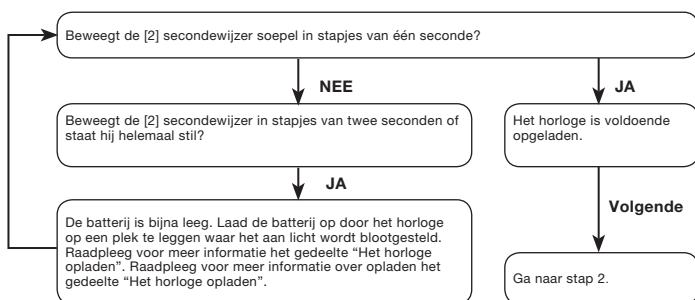 Beweegt de [2] secondewijzer soepel in stapjes van één seconde?
NEE
JA
Beweegt de [2] secondewijzer in stapjes van twee seconden of
staat hij helemaal stil?
Het horloge is voldoende
opgeladen.
JA
Volgende
De batterij is bijna leeg. Laad de batterij op door het horloge
op een plek te leggen waar het aan licht wordt blootgesteld.
Raadpleeg voor meer informatie het gedeelte “Het horloge
opladen”. Raadpleeg voor meer informatie over opladen het
gedeelte “Het horloge opladen”.
Ga naar stap 2.